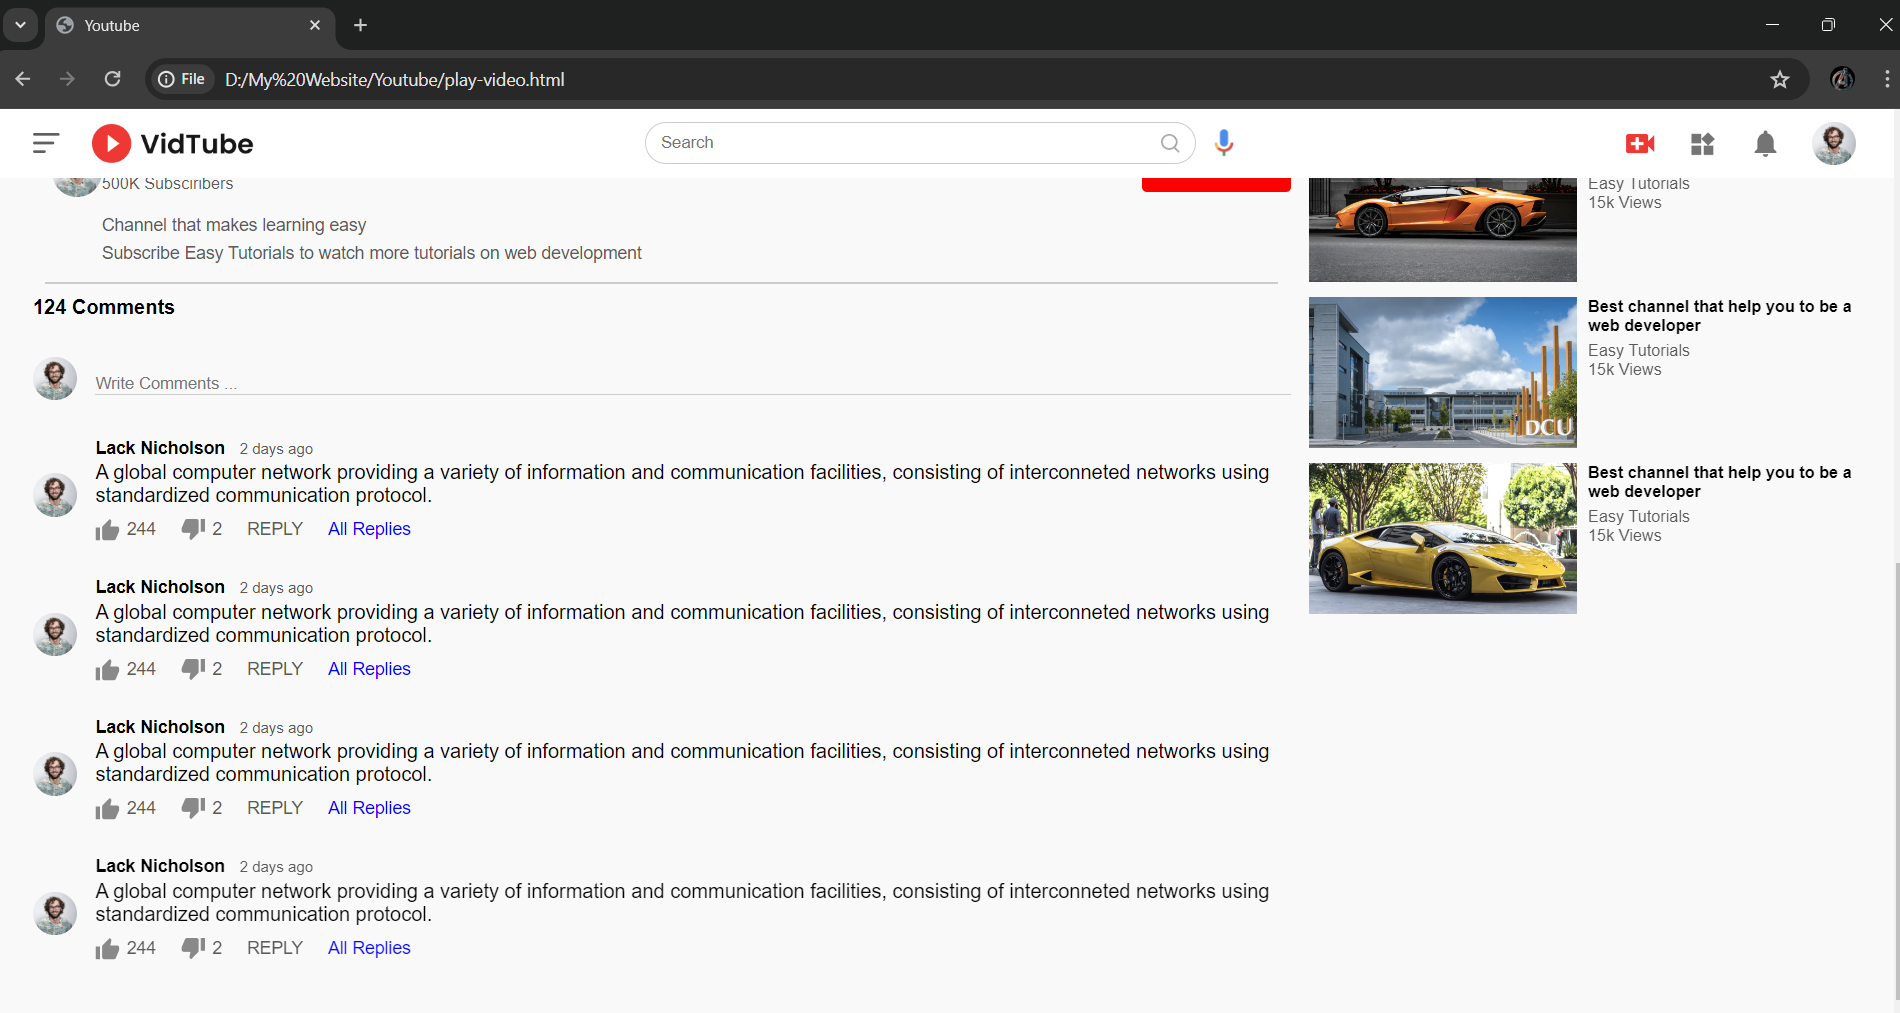 Youtube
File D:/My%20Website/Youtube/play-video.html
VidTube
Search
500K Subscriribers
Channel that makes learning easy
Subscribe Easy Tutorials to watch more tutorials on web development
124 Comments
Write Comments ...
Lack Nicholson 2 days ago
A global computer network providing a variety of information and communication facilities, consisting of interconneted networks using
standardized communication protocol.
244 2 REPLY All Replies
Lack Nicholson 2 days ago
A global computer network providing a variety of information and communication facilities, consisting of interconneted networks using
standardized communication protocol.
244 2 REPLY All Replies
Lack Nicholson 2 days ago
A global computer network providing a variety of information and communication facilities, consisting of interconneted networks using
standardized communication protocol.
244 2 REPLY All Replies
Lack Nicholson 2 days ago
A global computer network providing a variety of information and communication facilities, consisting of interconneted networks using
standardized communication protocol.
244 2 REPLY All Replies
Easy Tutorials
15k Views
DCU
Best channel that help you to be a
web developer
Easy Tutorials
15k Views
Best channel that help you to be a
web developer
Easy Tutorials
15k Views